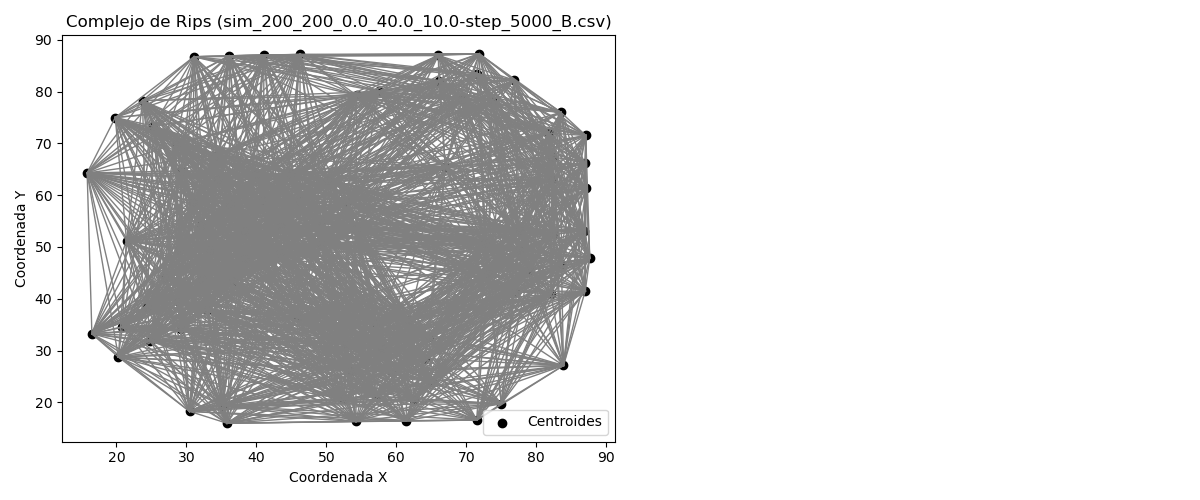 Complejo de Rips (sim_200_200_0.0_40.0_10.0-step_5000_B.csv)
90
80
70
60
50
40
30
20
Coordenada Y
Centroides
20 30 40 50 60 70 80 90
Coordenada X